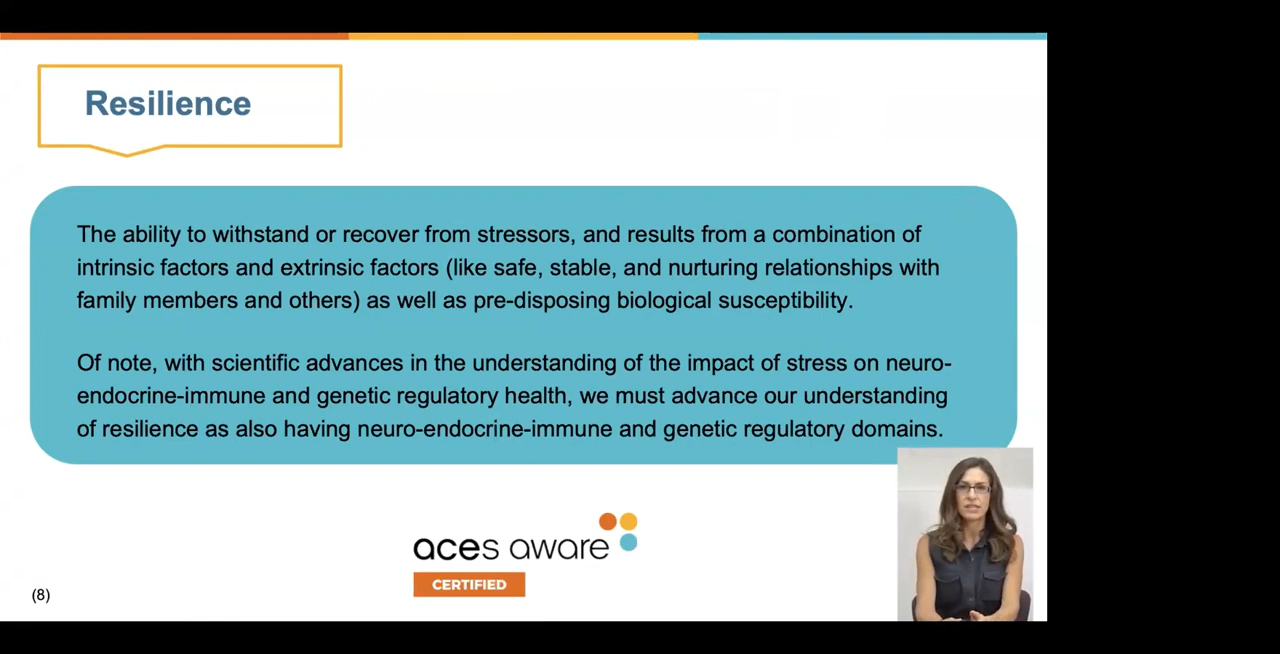 Resilience
The ability to withstand or recover from stressors, and results from a combination of
intrinsic factors and extrinsic factors (like safe, stable, and nurturing relationships with
family members and others) as well as pre-disposing biological susceptibility.
Of note, with scientific advances in the understanding of the impact of stress on neuro-
endocrine-immune and genetic regulatory health, we must advance our understanding
of resilience as also having neuro-endocrine-immune and genetic regulatory domains.
aces aware
CERTIFIED
(8)